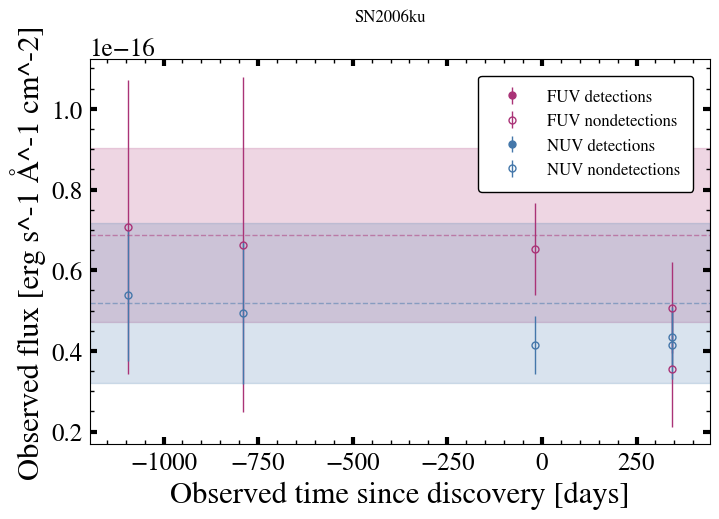 SN2006ku
1e−16
1.0
0.8
0.6
0.4
0.2
Observed flux [erg s^-1 Å^-1 cm^-2]
FUV detections
FUV nondetections
NUV detections
NUV nondetections
−1000 −750 −500 −250 0 250
Observed time since discovery [days]